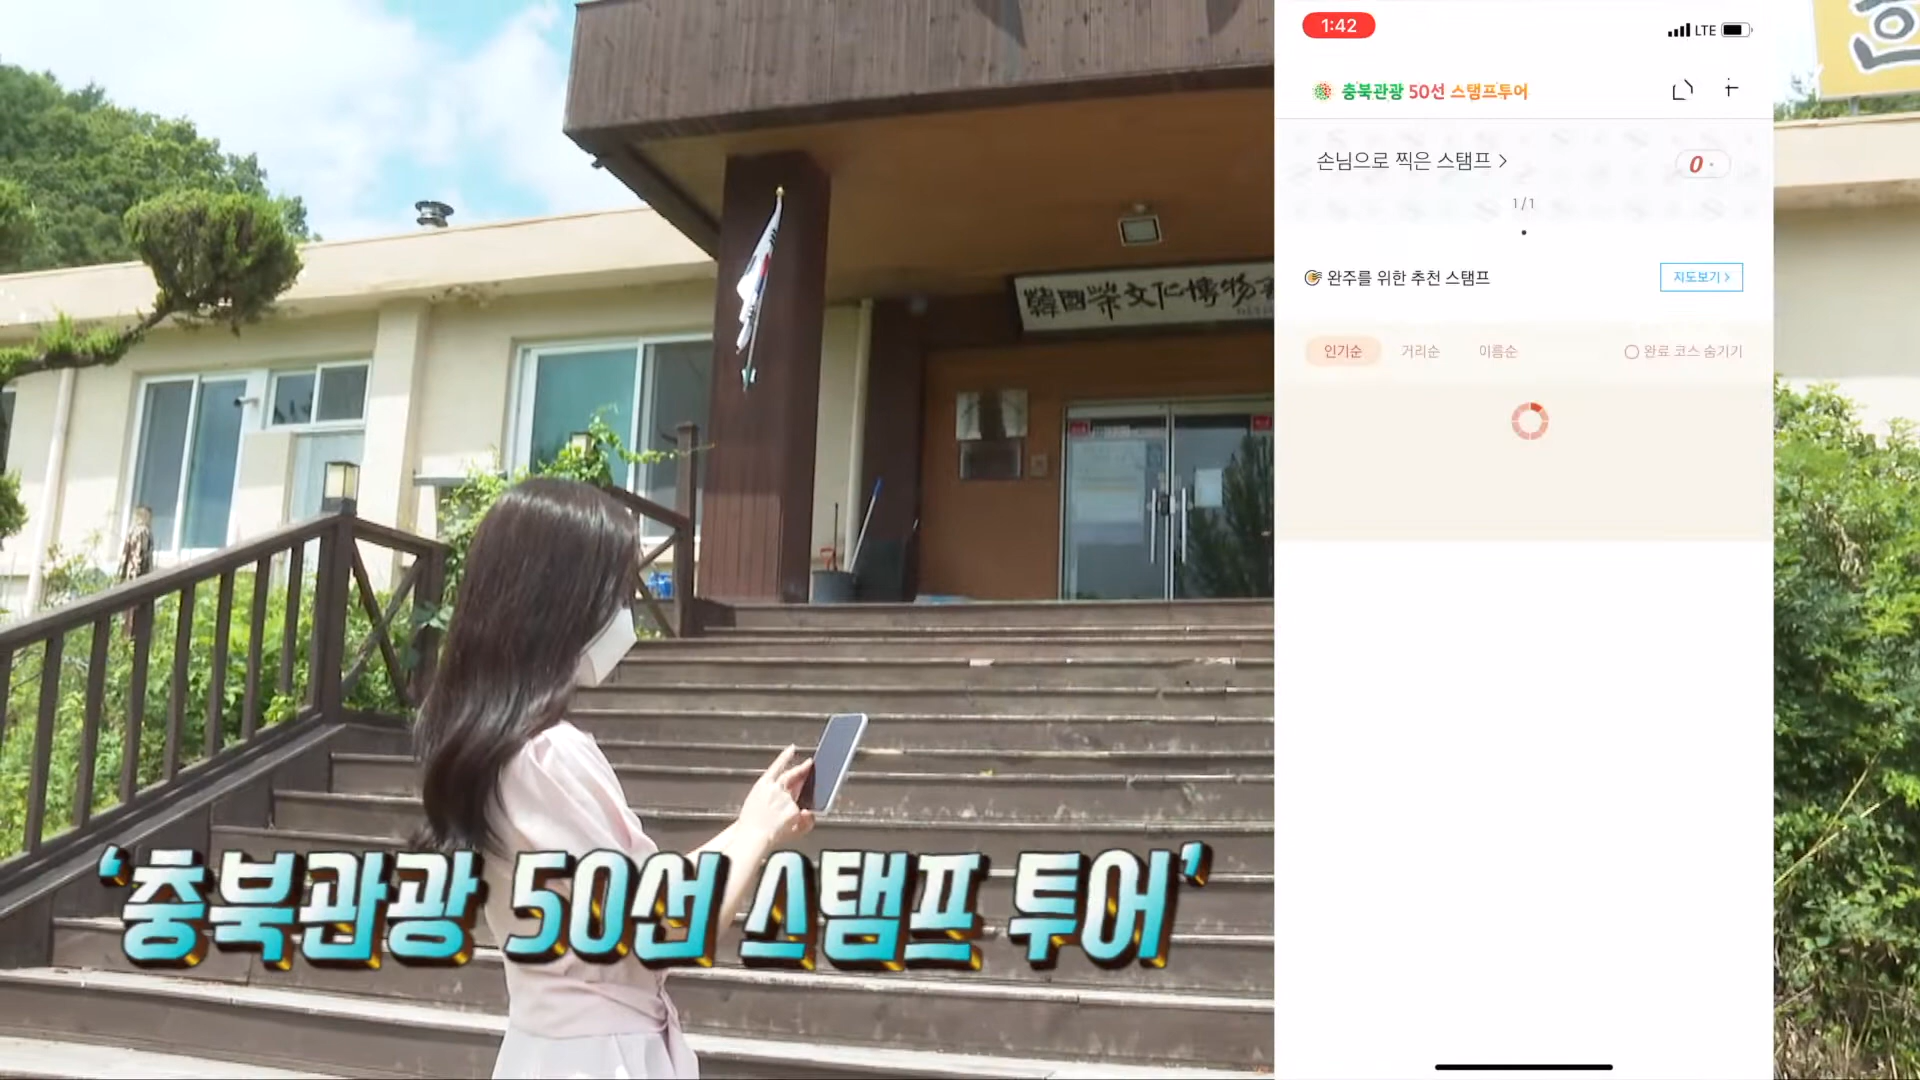 1:42
LTE
충북관광 50선 스탬프투어
손님으로 찍은 스탬프 >
0
1/1
완주를 위한 추천 스탬프
지도보기 >
인기순 거리순 이름순 완료 코스 숨기기
‘충북관광 50선 스탬프 투어’